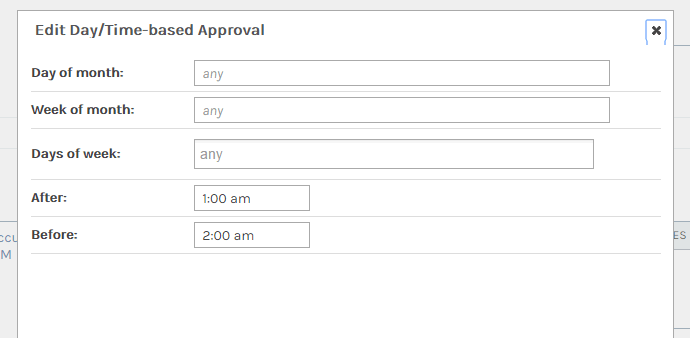 Edit Day/Time-based Approval
Day of month: any
Week of month: any
Days of week: any
After: 1:00 am
Before: 2:00 am
CCU
M
ES